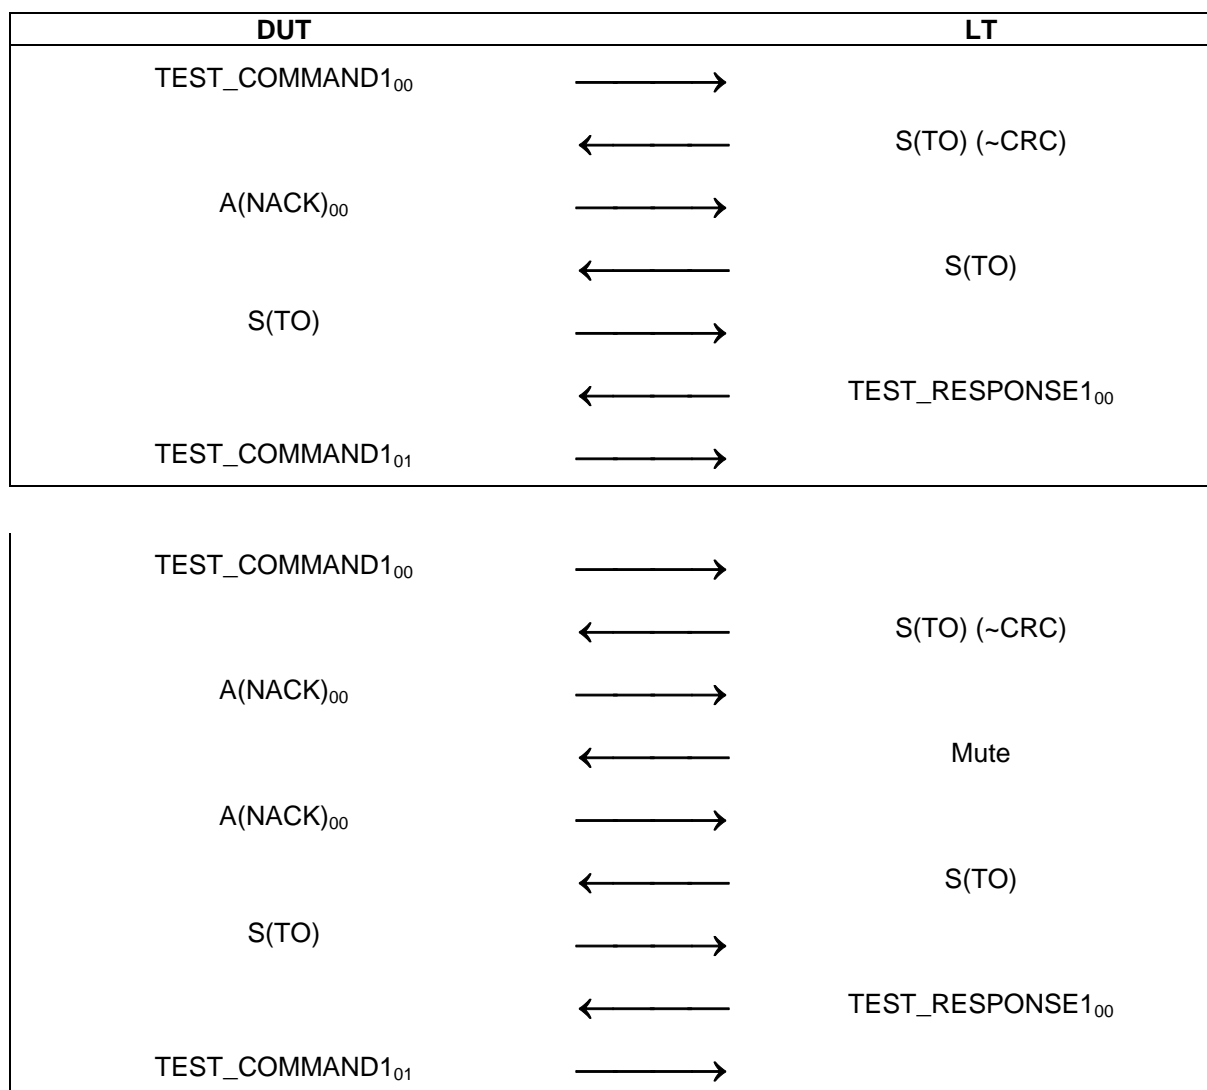 DUT LT
TEST_COMMAND1₀₀
S(TO) (~CRC)
A(NACK)₀₀
S(TO)
S(TO)
TEST_RESPONSE1₀₀
TEST_COMMAND1₀₁
TEST_COMMAND1₀₀
S(TO) (~CRC)
A(NACK)₀₀
Mute
A(NACK)₀₀
S(TO)
S(TO)
TEST_RESPONSE1₀₀
TEST_COMMAND1₀₁